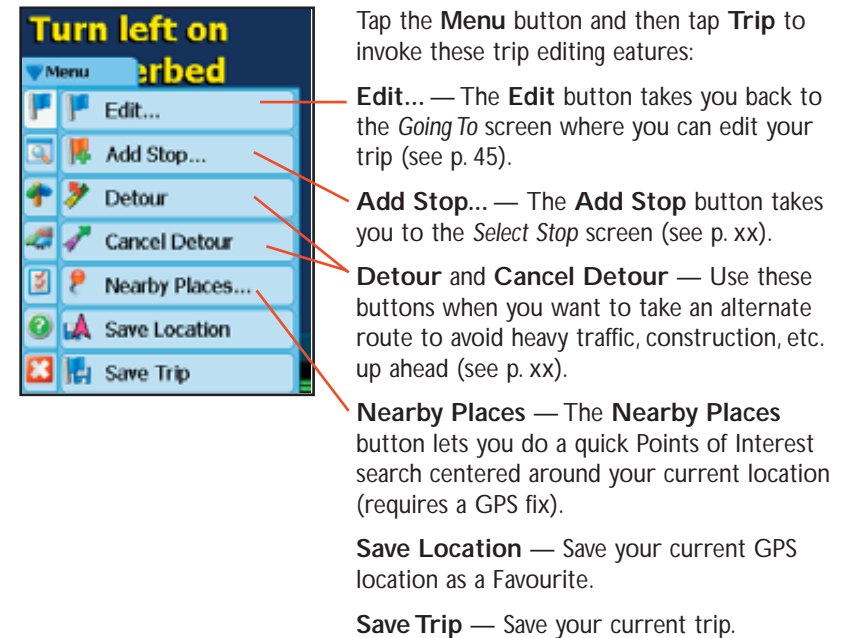 Turn left on
Menu
erbed
Edit...
Add Stop...
Detour
Cancel Detour
Nearby Places...
Save Location
Save Trip
Tap the Menu button and then tap Trip to
invoke these trip editing eatures:
Edit... — The Edit button takes you back to
the Going To screen where you can edit your
trip (see p. 45).
Add Stop... — The Add Stop button takes
you to the Select Stop screen (see p. xx).
Detour and Cancel Detour — Use these
buttons when you want to take an alternate
route to avoid heavy traffic, construction, etc.
up ahead (see p. xx).
Nearby Places — The Nearby Places
button lets you do a quick Points of Interest
search centered around your current location
(requires a GPS fix).
Save Location — Save your current GPS
location as a Favourite.
Save Trip — Save your current trip.